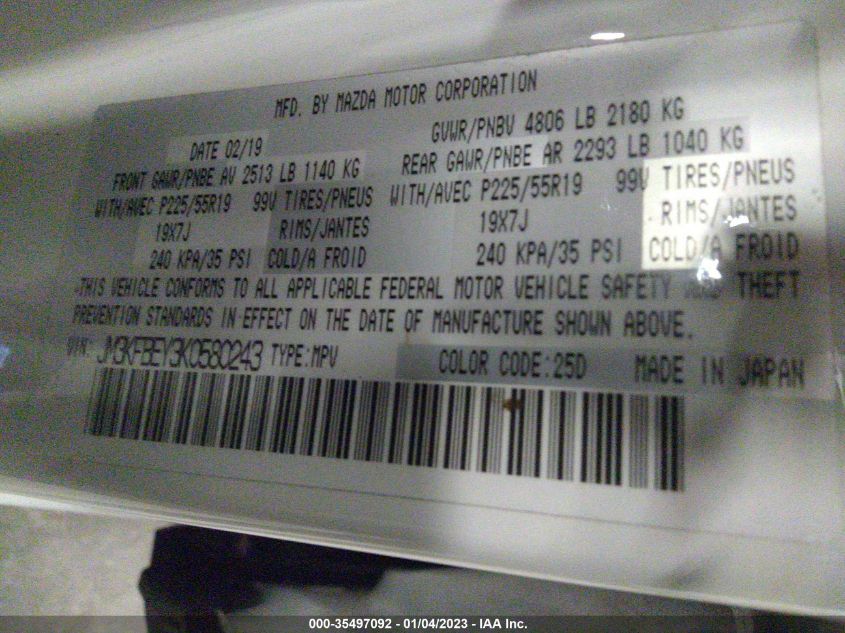 MFD. BY MAZDA MOTOR CORPORATION
DATE 02/19 GVWR/PNBV 4806 LB 2180 KG
FRONT GAWR/PNBE AV 2513 LB 1140 KG REAR GAWR/PNBE AR 2293 LB 1040 KG
WITH/AVEC P225/55R19 99V TIRES/PNEUS WITH/AVEC P225/55R19 99V TIRES/PNEUS
19X7J RIMS/JANTES 19X7J RIMS/JANTES
240 KPA/35 PSI COLD/A FROID 240 KPA/35 PSI COLD/A FROID
THIS VEHICLE CONFORMS TO ALL APPLICABLE FEDERAL MOTOR VEHICLE SAFETY AND THEFT
PREVENTION STANDARDS IN EFFECT ON THE DATE OF MANUFACTURE SHOWN ABOVE.
VIN: JM3KFBEY3K0580243 TYPE:MPV COLOR CODE:25D MADE IN JAPAN
000-35497092 - 01/04/2023 - IAA Inc.